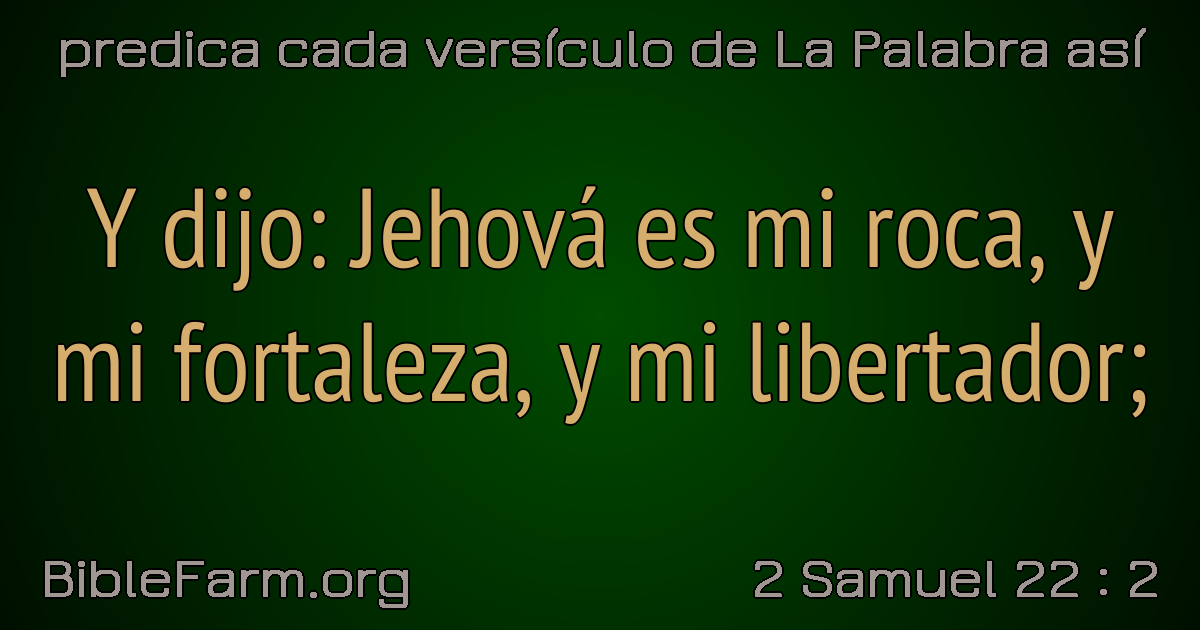 predica cada versículo de La Palabra así
Y dijo: Jehová es mi roca, y
mi fortaleza, y mi libertador;
BibleFarm.org
2 Samuel 22 : 2